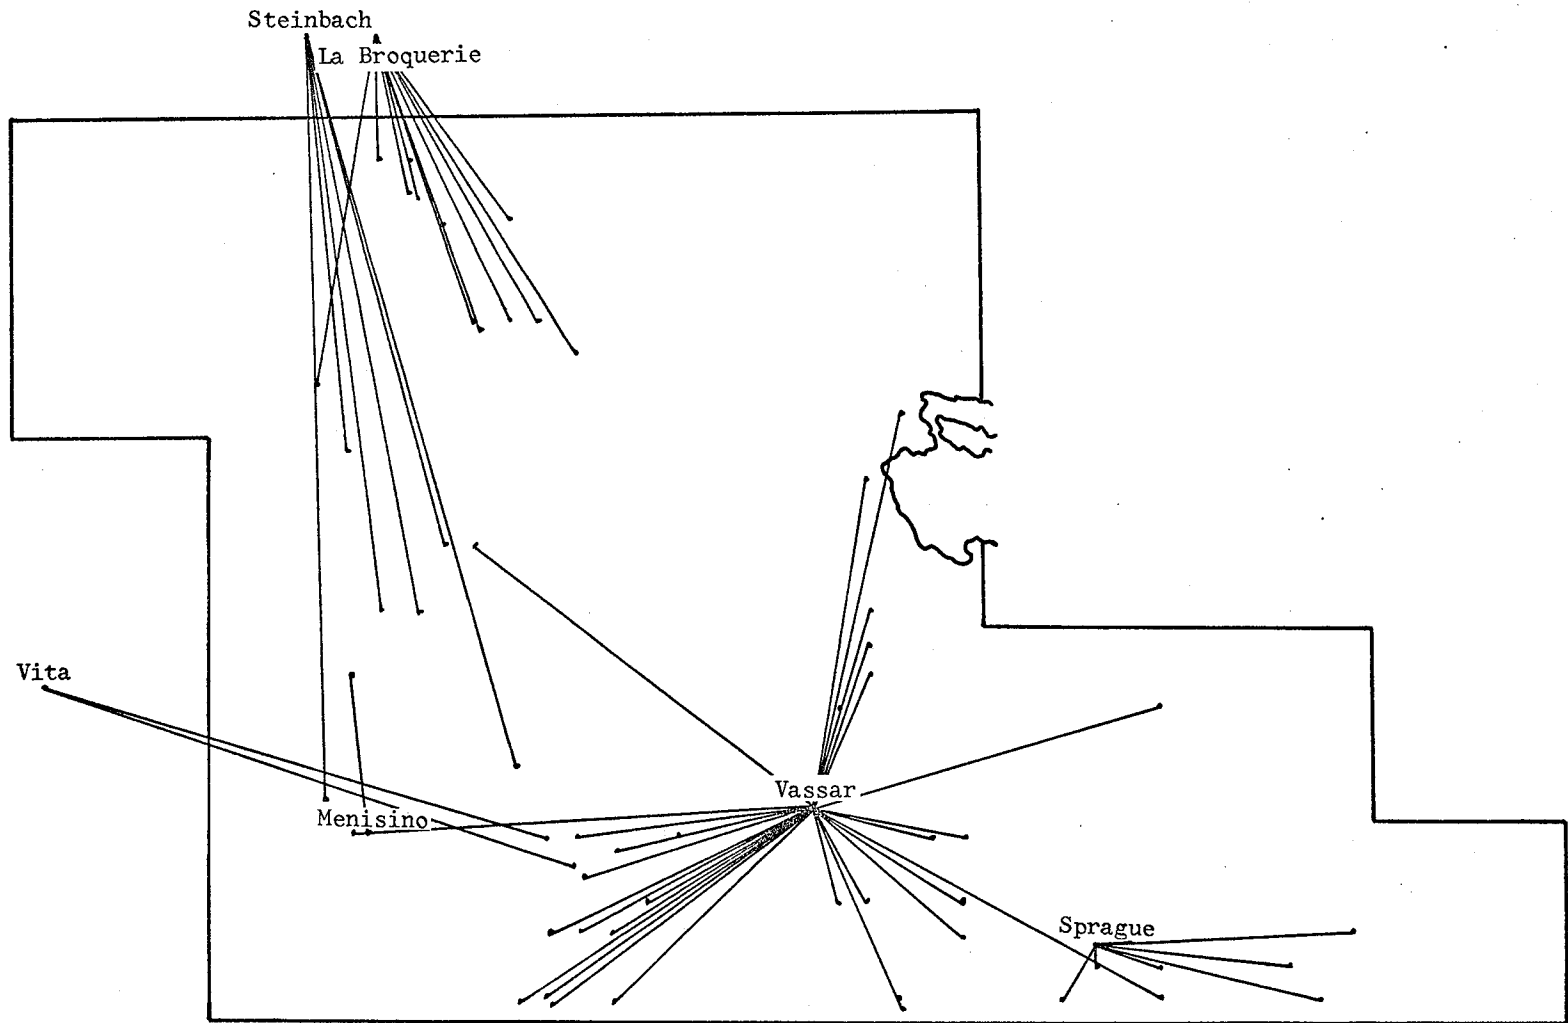 Steinbach
La Broquerie
Vita
Vassar
Menisino
Sprague